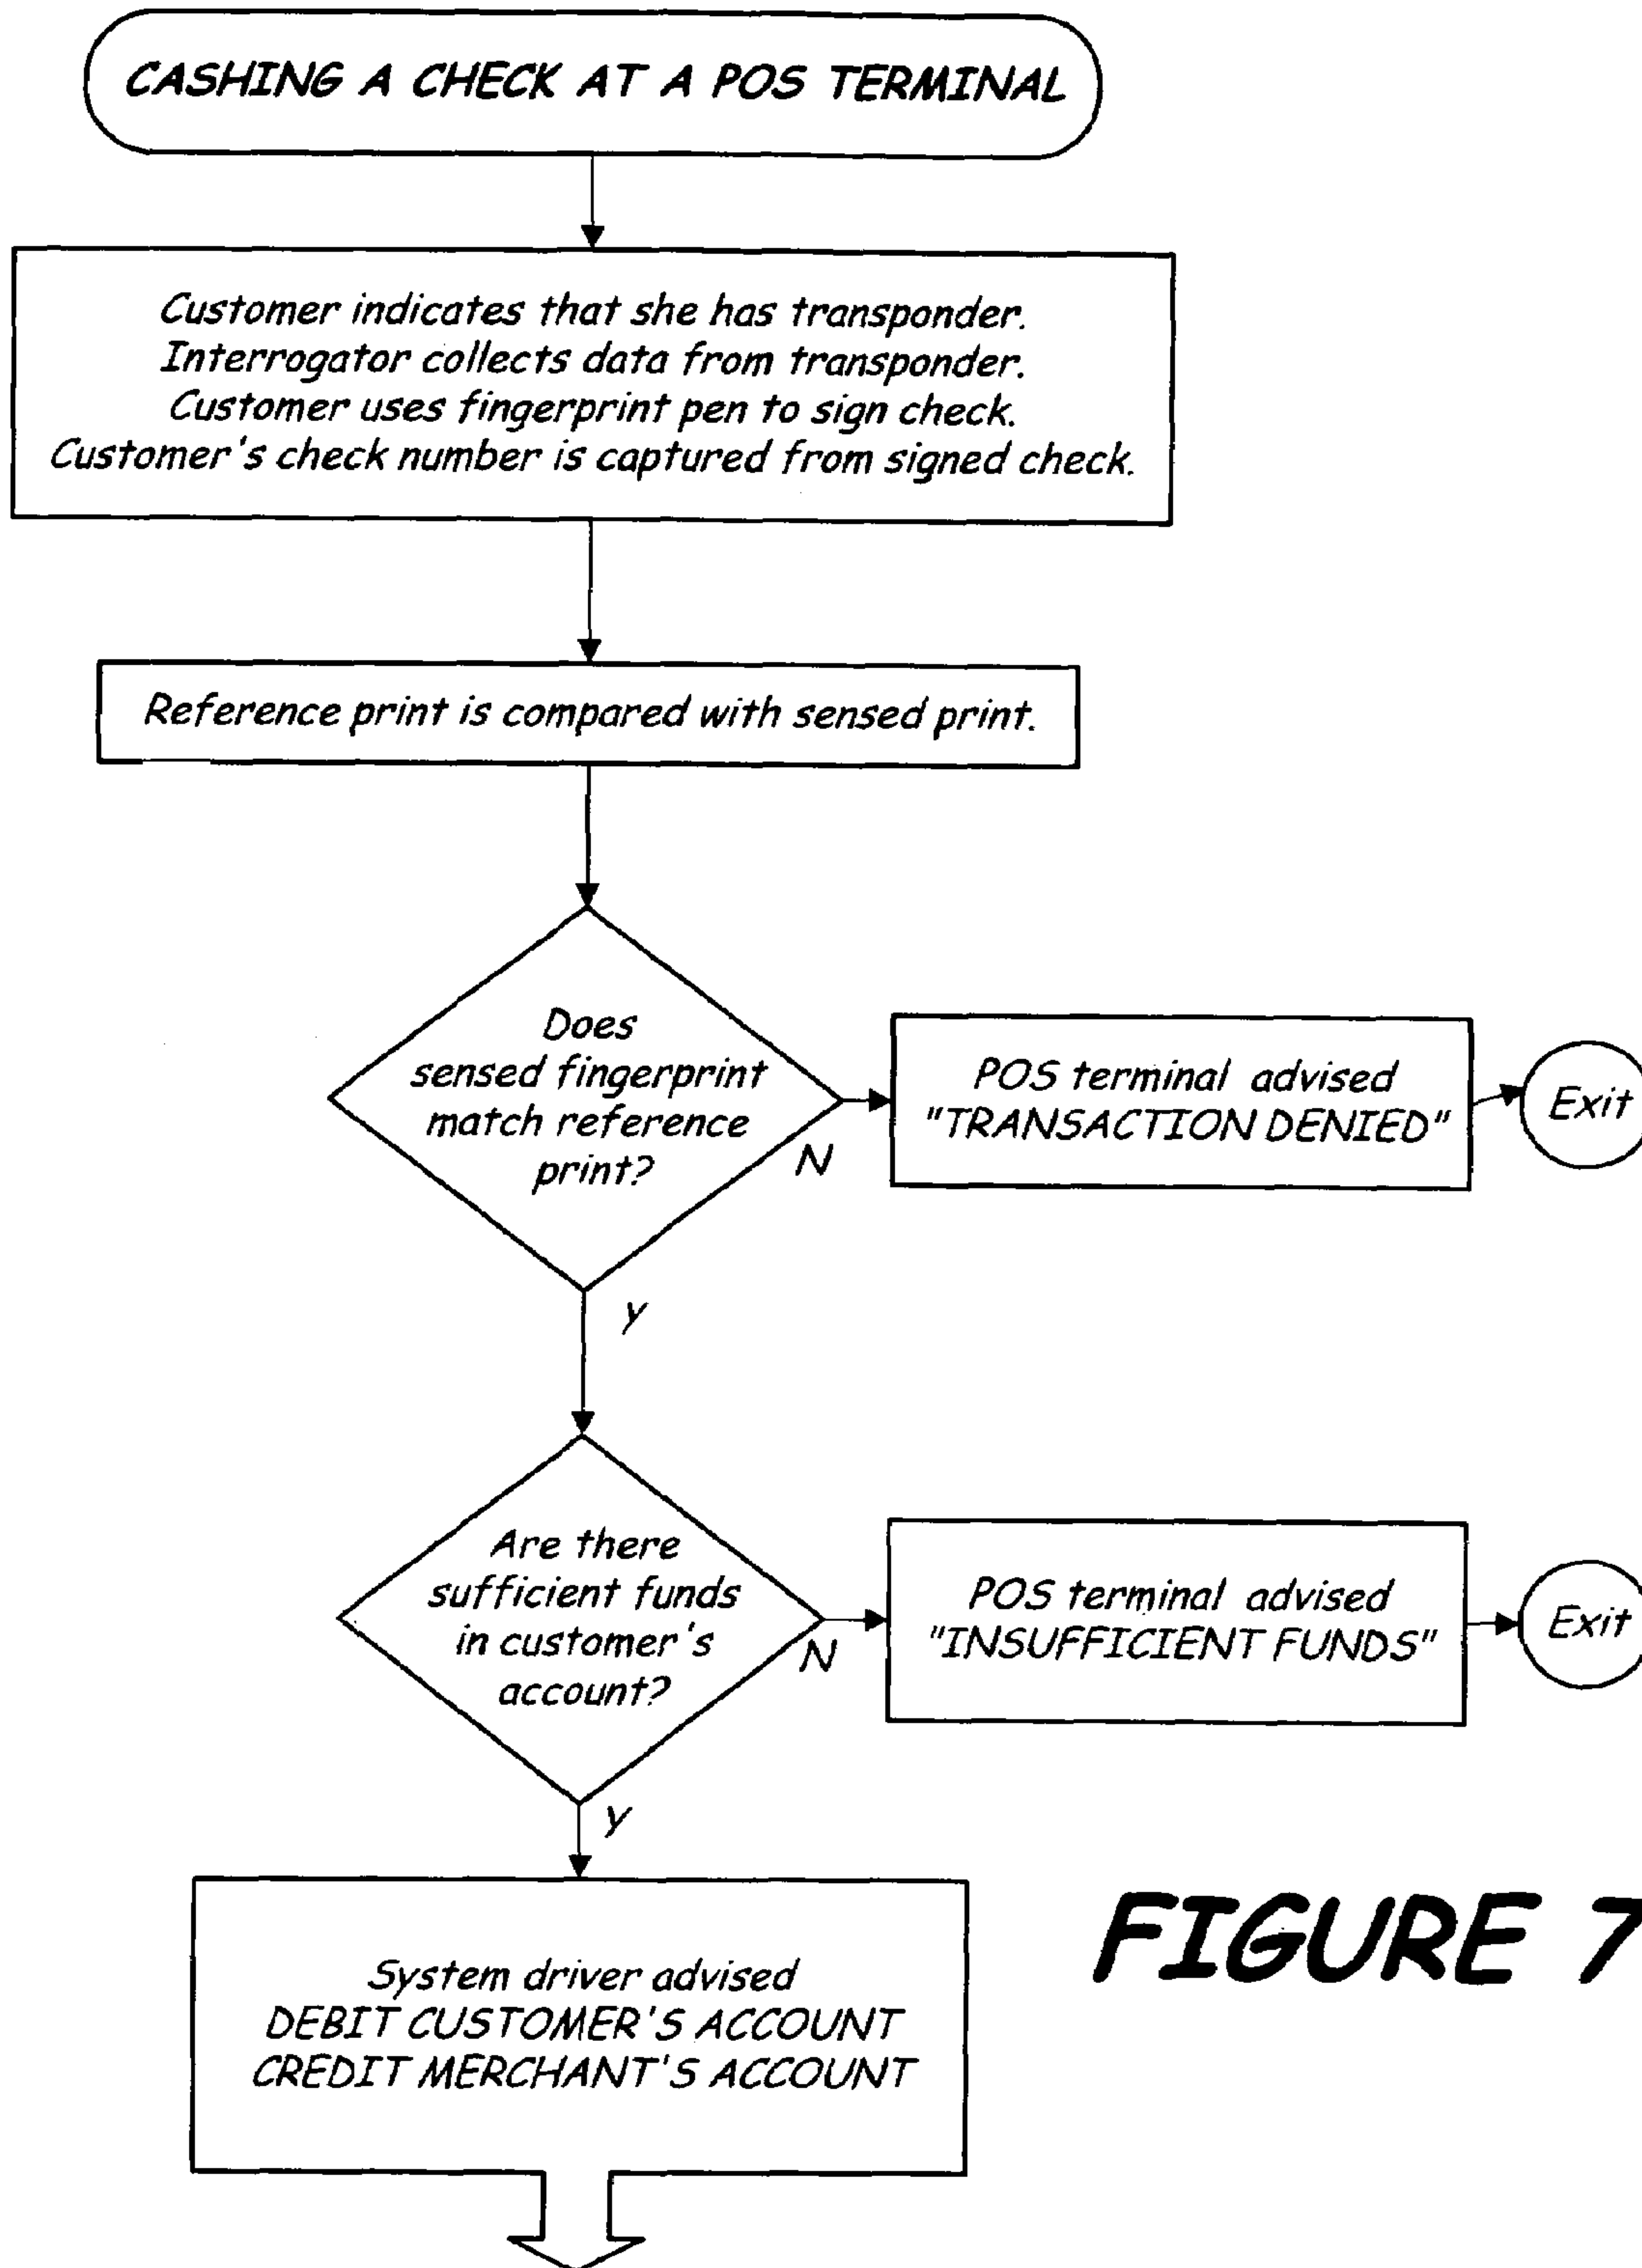 CASHING A CHECK AT A POS TERMINAL
Customer indicates that she has transponder.
Interrogator collects data from transponder.
Customer uses fingerprint pen to sign check.
Customer's check number is captured from signed check.
Reference print is compared with sensed print.
Does
sensed fingerprint
match reference
print?
N
POS terminal advised
"TRANSACTION DENIED"
Exit
y
Are there
sufficient funds
in customer's
account?
N
POS terminal advised
"INSUFFICIENT FUNDS"
Exit
y
System driver advised
DEBIT CUSTOMER'S ACCOUNT
CREDIT MERCHANT'S ACCOUNT
FIGURE 7